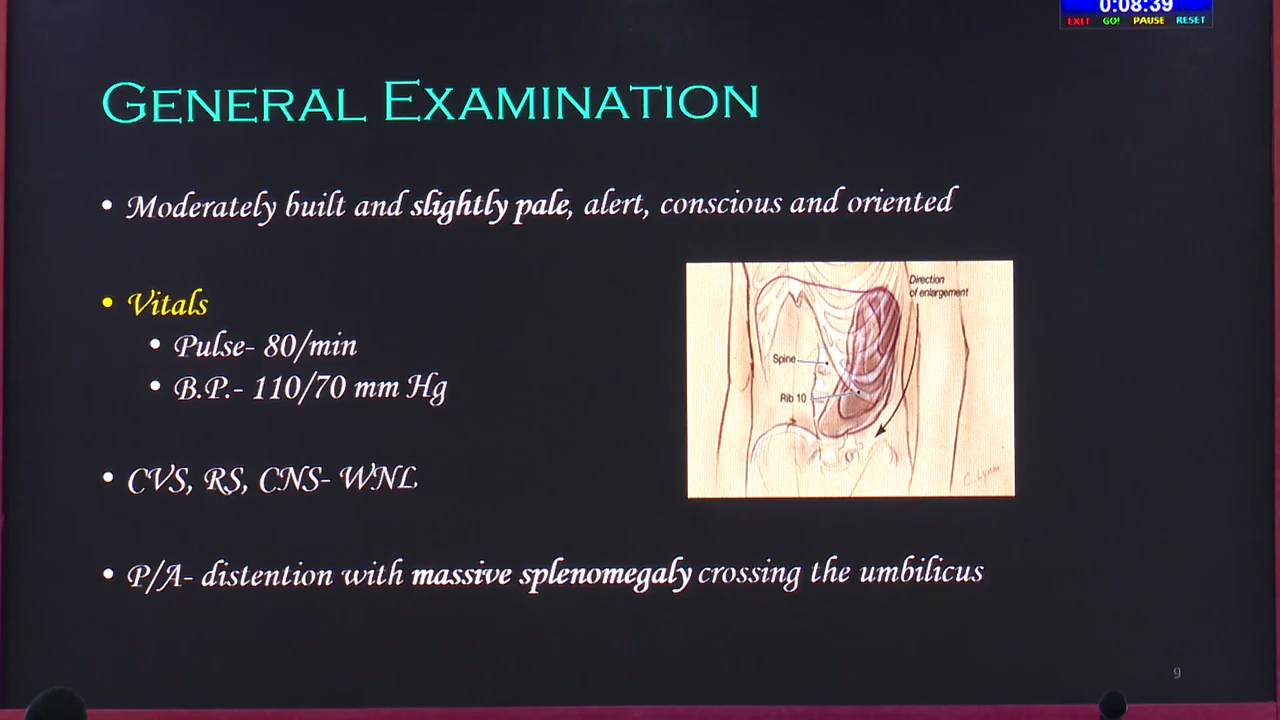 0:08:39
EXIT GO! PAUSE RESET
GENERAL EXAMINATION
• Moderately built and slightly pale, alert, conscious and oriented
• Vitals
• Pulse- 80/min
• B.P.- 110/70 mm Hg
• CVS, RS, CNS- WNL
• P/A- distention with massive splenomegaly crossing the umbilicus
Direction
of enlargement
Spine
Rib 10
C. Lynm
9